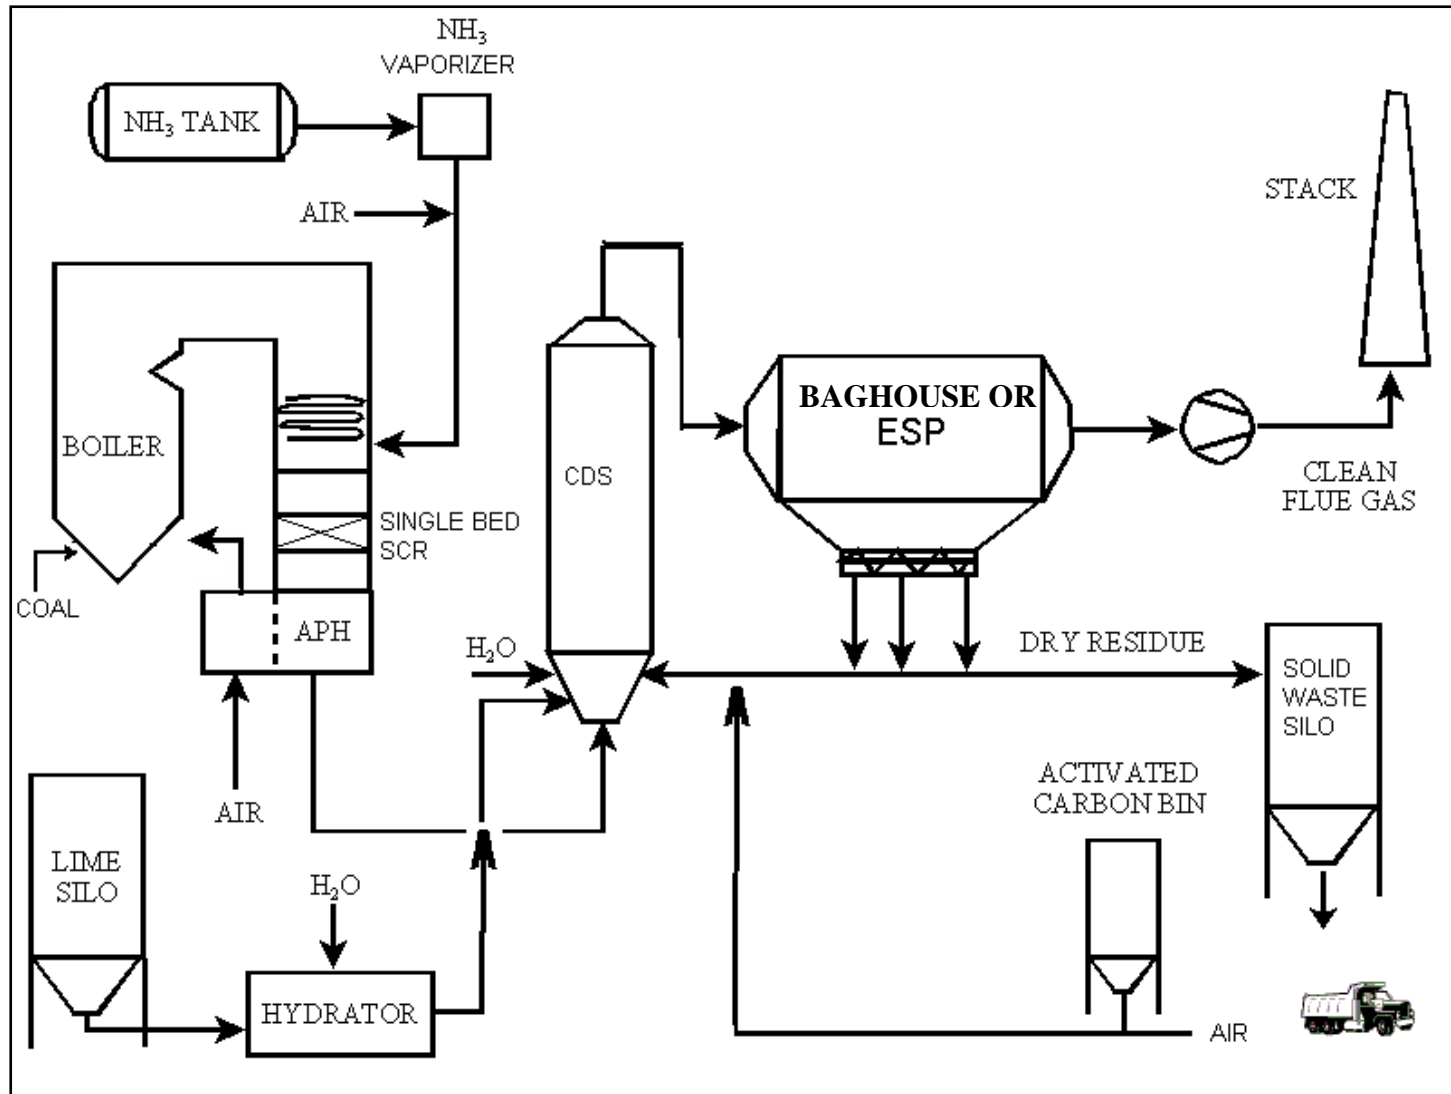 NH₃
VAPORIZER
NH₃ TANK
AIR
STACK
BAGHOUSE OR
ESP
BOILER
CDS
CLEAN
FLUE GAS
SINGLE BED
SCR
COAL
APH
H₂O
DRY RESIDUE
SOLID
WASTE
SILO
ACTIVATED
CARBON BIN
AIR
LIME
SILO
H₂O
HYDRATOR
AIR